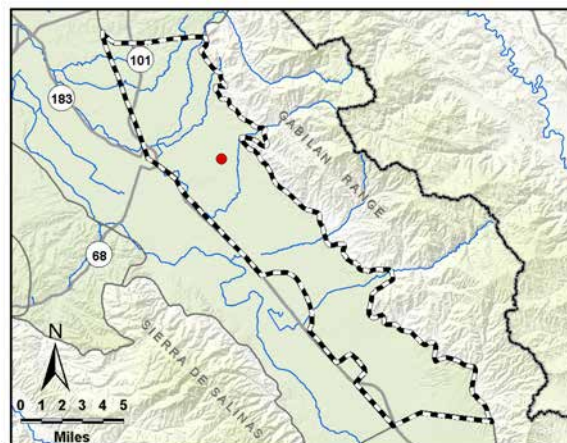 101
183
GABILAN RANGE
68
SIERRA DE SALINAS
N
0 1 2 3 4 5
Miles